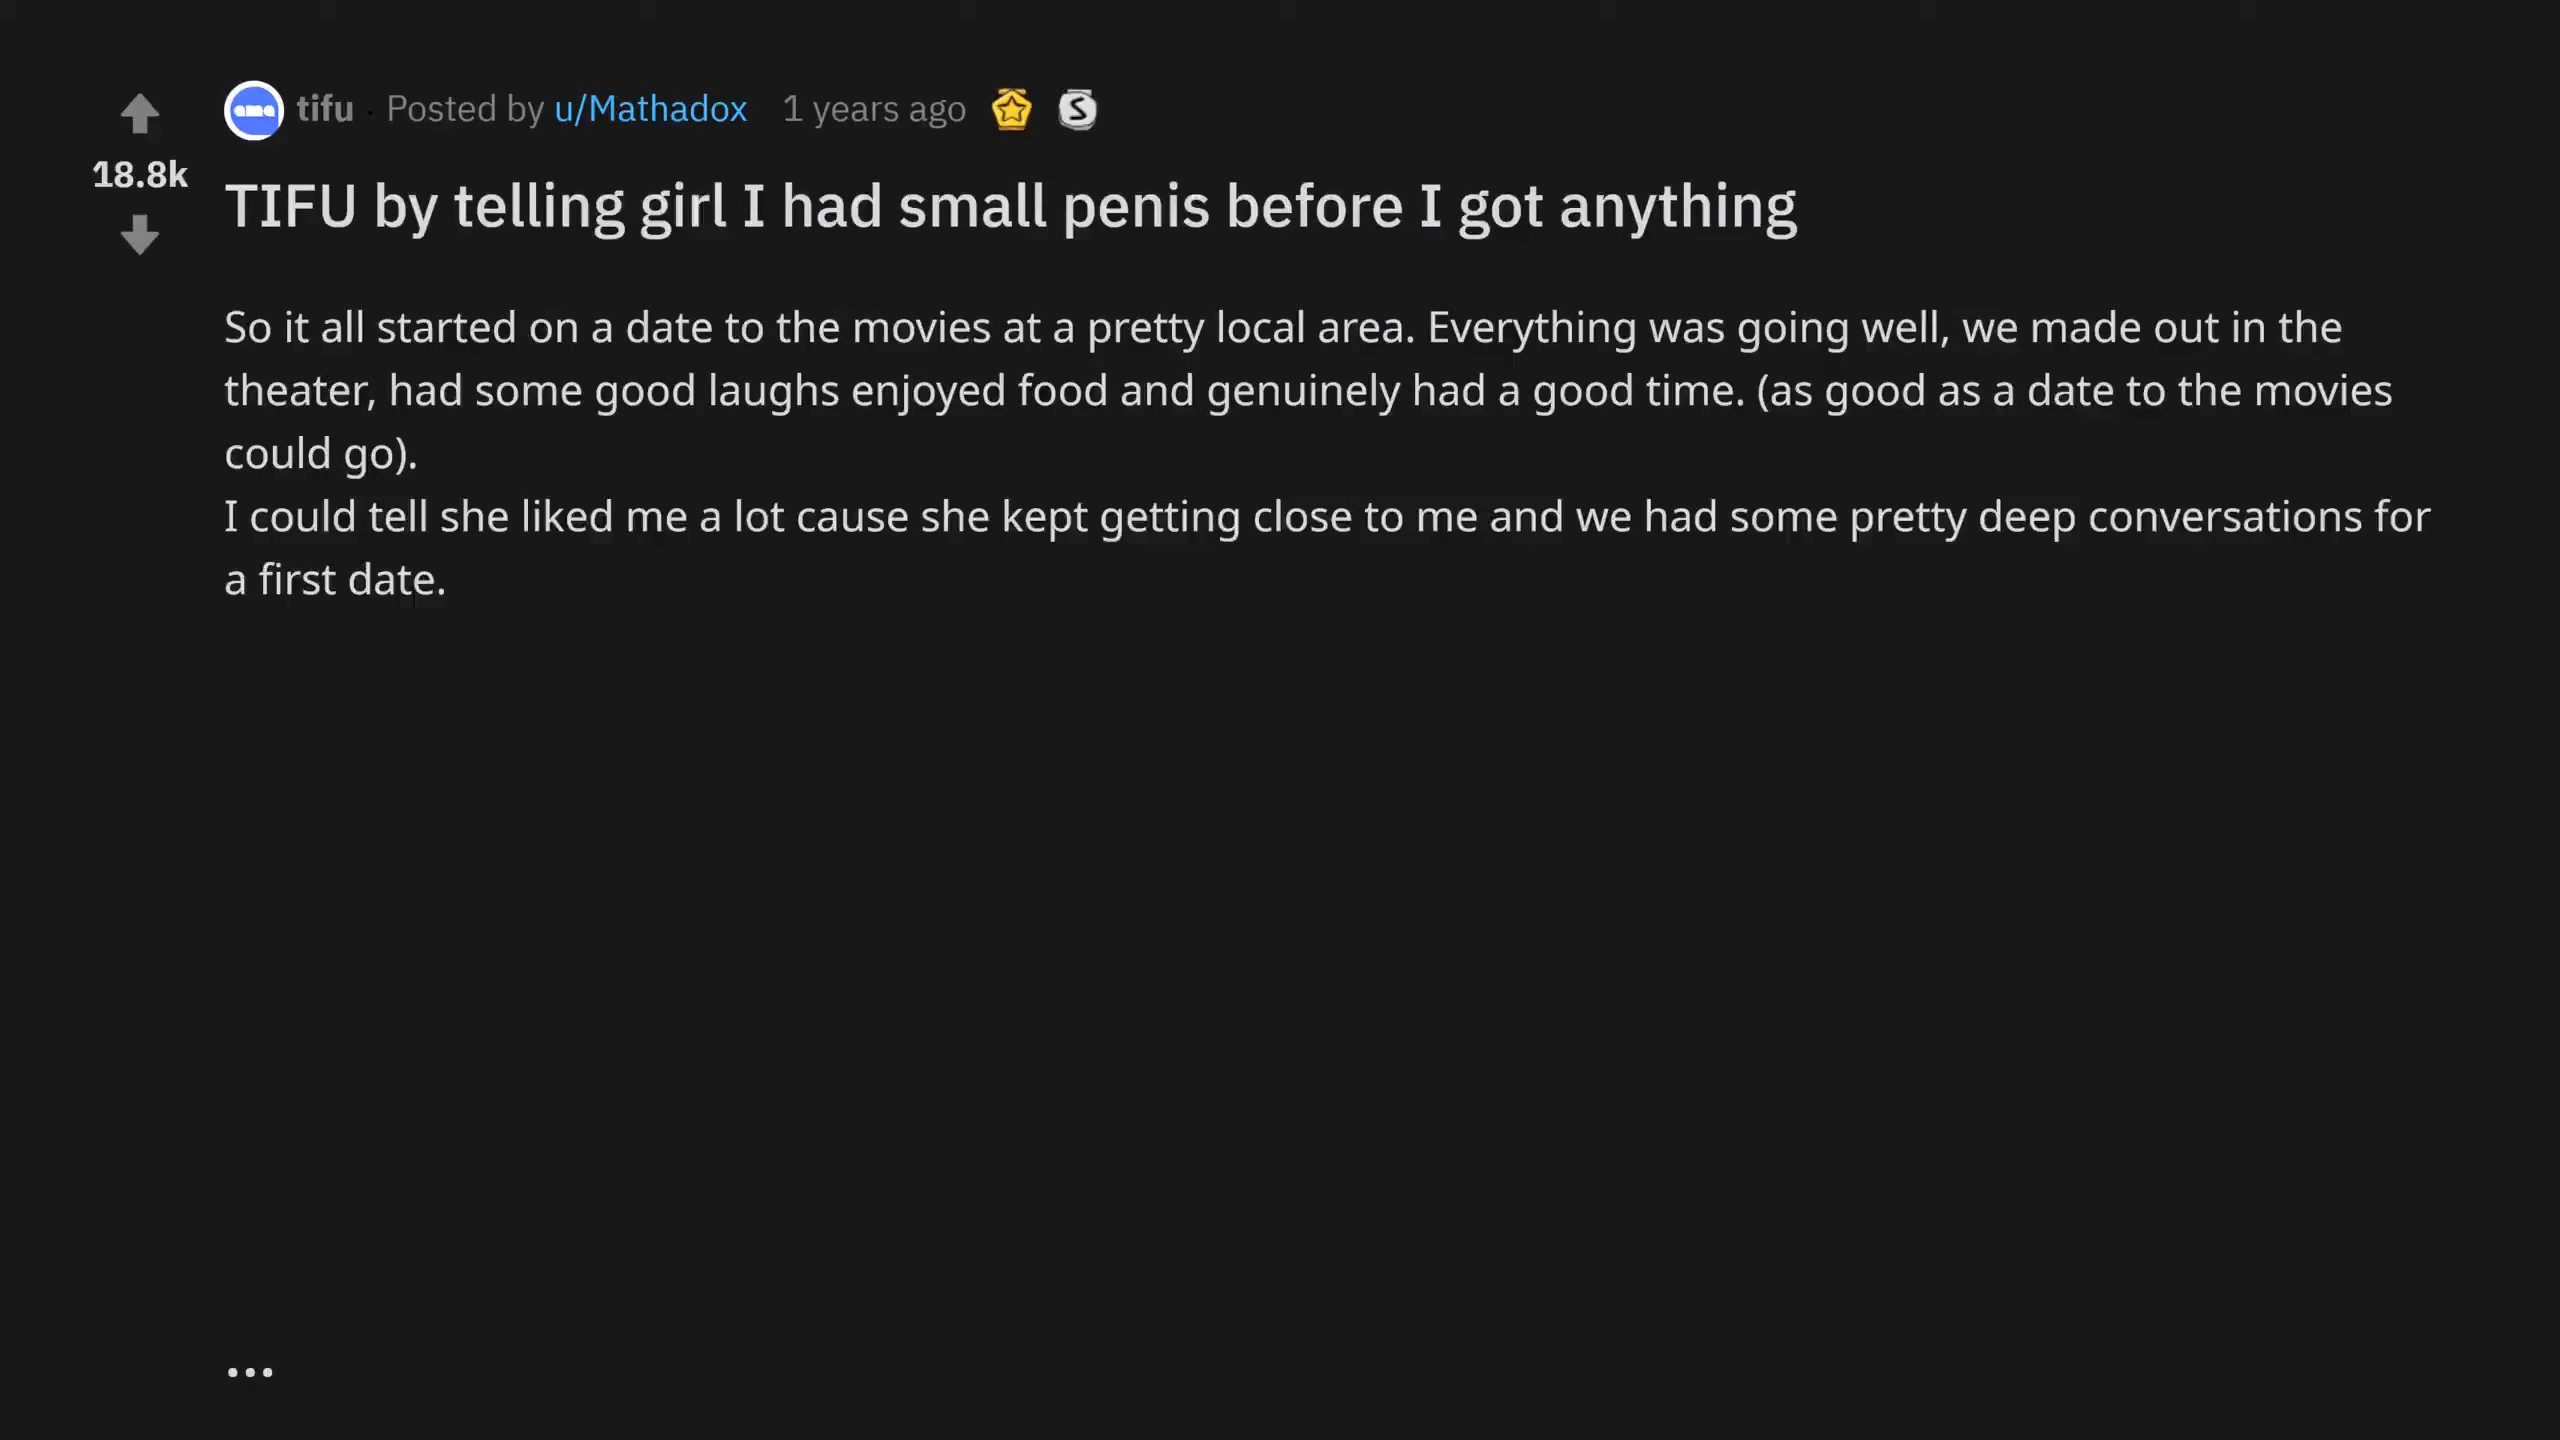 tifu · Posted by u/Mathadox 1 years ago
18.8k
TIFU by telling girl I had small penis before I got anything
So it all started on a date to the movies at a pretty local area. Everything was going well, we made out in the
theater, had some good laughs enjoyed food and genuinely had a good time. (as good as a date to the movies
could go).
I could tell she liked me a lot cause she kept getting close to me and we had some pretty deep conversations for
a first date.
...